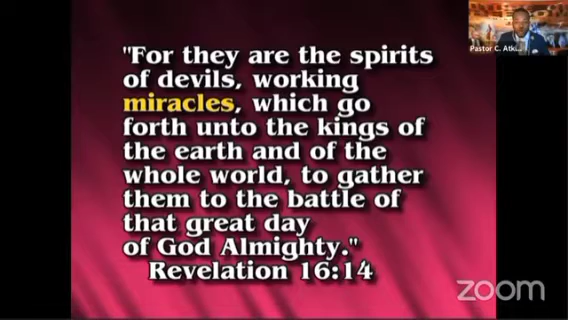 "For they are the spirits
of devils, working
miracles, which go
forth unto the kings of
the earth and of the
whole world, to gather
them to the battle of
that great day
of God Almighty."
Revelation 16:14
Pastor C. Atki...
zoom